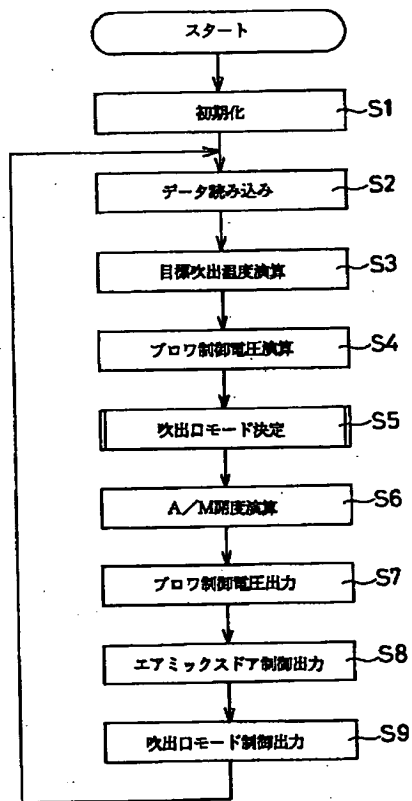 スタート
初期化 S1
データ読み込み S2
目標吹出温度演算 S3
ブロワ制御電圧演算 S4
吹出口モード決定 S5
A/M開度演算 S6
ブロワ制御電圧出力 S7
エアミックスドア制御出力 S8
吹出口モード制御出力 S9